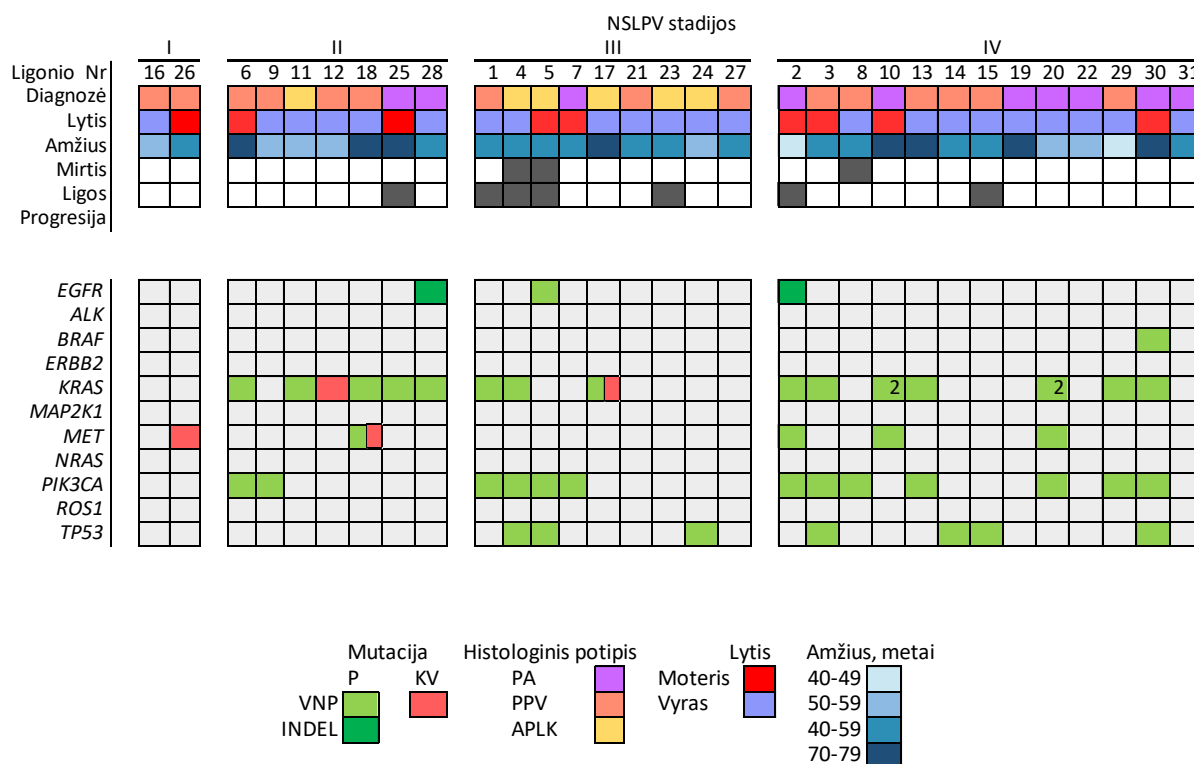 NSLPV stadijos
I II III IV
Ligonio Nr 16 26 6 9 11 12 18 25 28 1 4 5 7 17 21 23 24 27 2 3 8 10 13 14 15 19 20 22 29 30 31
Diagnozė
Lytis
Amžius
Mirtis
Ligos
Progresija
EGFR
ALK
BRAF
ERBB2
KRAS 2 2
MAP2K1
MET
NRAS
PIK3CA
ROS1
TP53
Mutacija Histologinis potipis Lytis Amžius, metai
P KV PA Moteris 40-49
VNP PPV Vyras 50-59
INDEL APLK 40-59
70-79